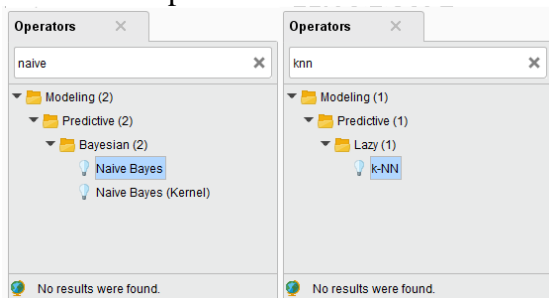 Operators
naive
Modeling (2)
Predictive (2)
Bayesian (2)
Naive Bayes
Naive Bayes (Kernel)
No results were found.
Operators
knn
Modeling (1)
Predictive (1)
Lazy (1)
k-NN
No results were found.